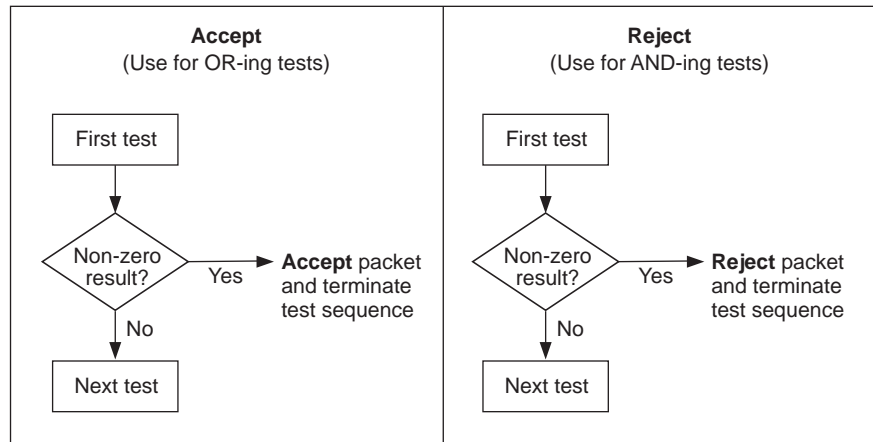 Accept
(Use for OR-ing tests)
First test
Non-zero
result?
Yes
Accept packet
and terminate
test sequence
No
Next test
Reject
(Use for AND-ing tests)
First test
Non-zero
result?
Yes
Reject packet
and terminate
test sequence
No
Next test